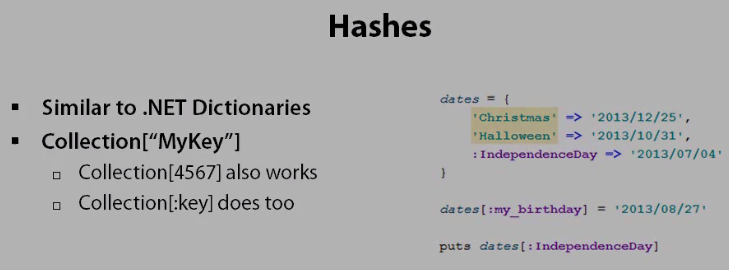 Hashes
Similar to .NET Dictionaries
Collection[“MyKey”]
Collection[4567] also works
Collection[:key] does too
dates = {
'Christmas' => '2013/12/25',
'Halloween' => '2013/10/31',
:IndependenceDay => '2013/07/04'
}
dates[:my_birthday] = '2013/08/27'
puts dates[:IndependenceDay]